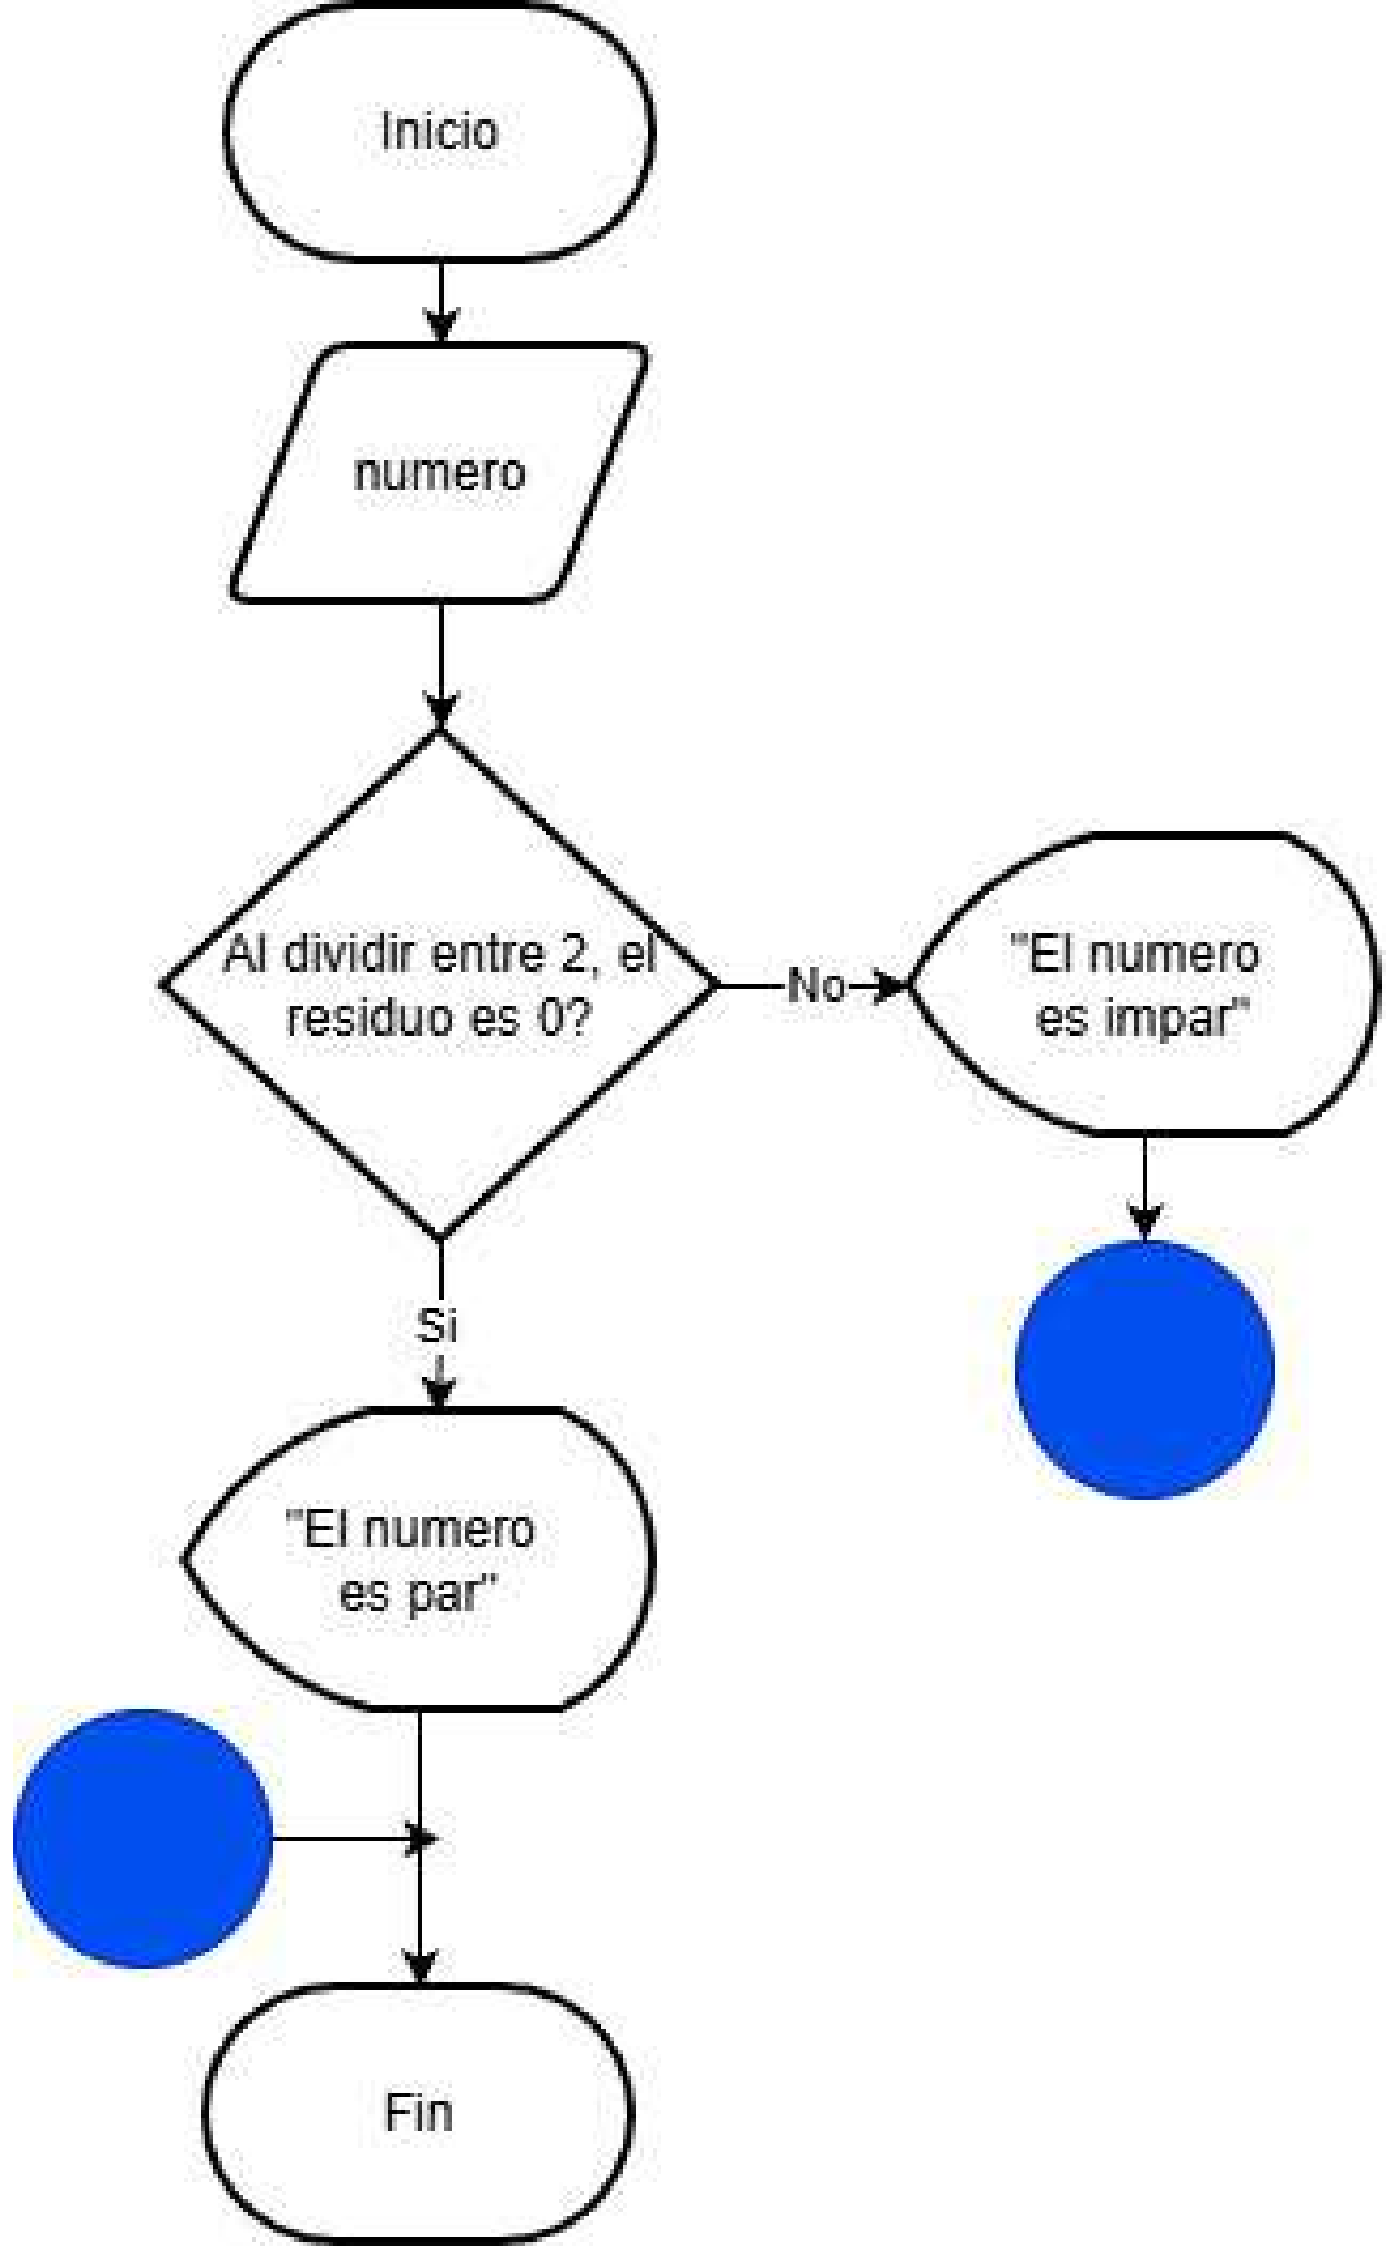 Inicio
numero
Al dividir entre 2, el
residuo es 0?
No
"El numero
es impar"
Si
"El numero
es par"
Fin